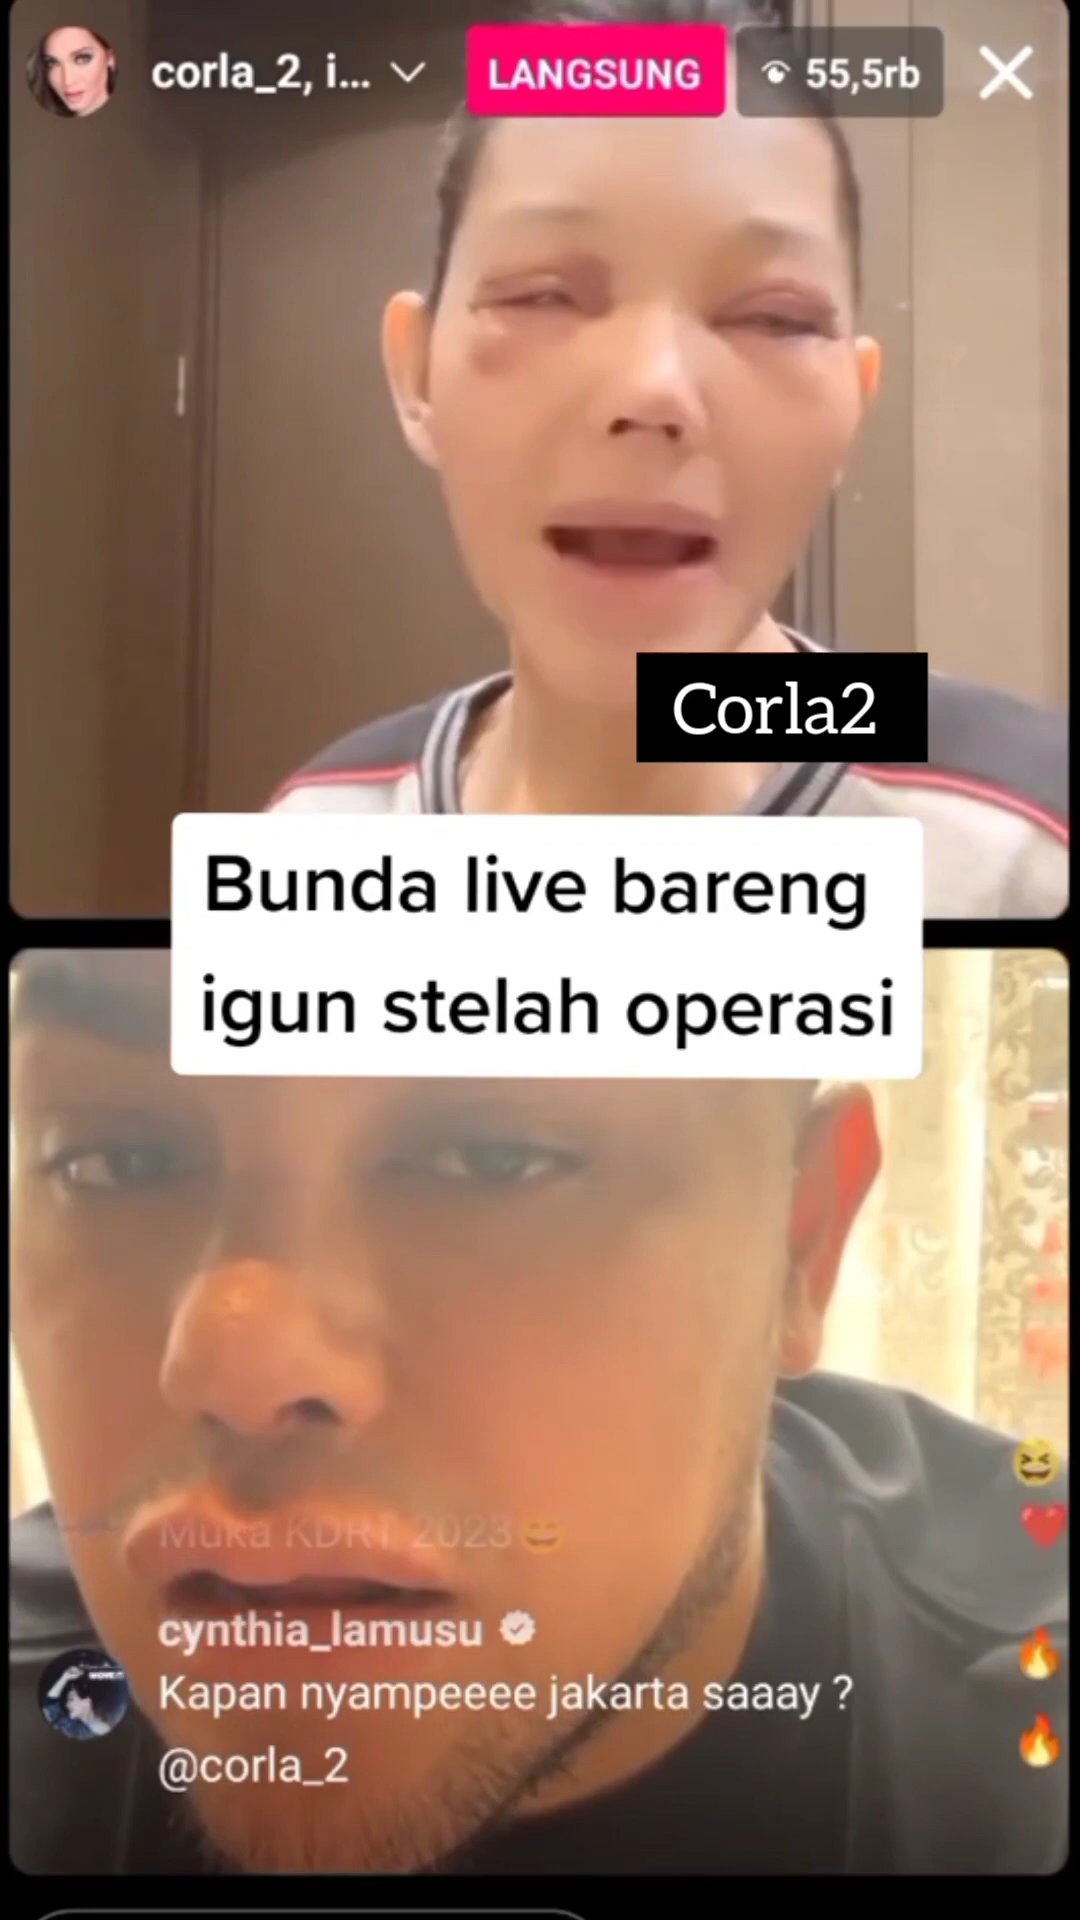 corla_2, i...
LANGSUNG
55,5rb
Corla2
Bunda live bareng
igun stelah operasi
Muka KDRT 2023😄
cynthia_lamusu
Kapan nyampeeee jakarta saaay ?
@corla_2